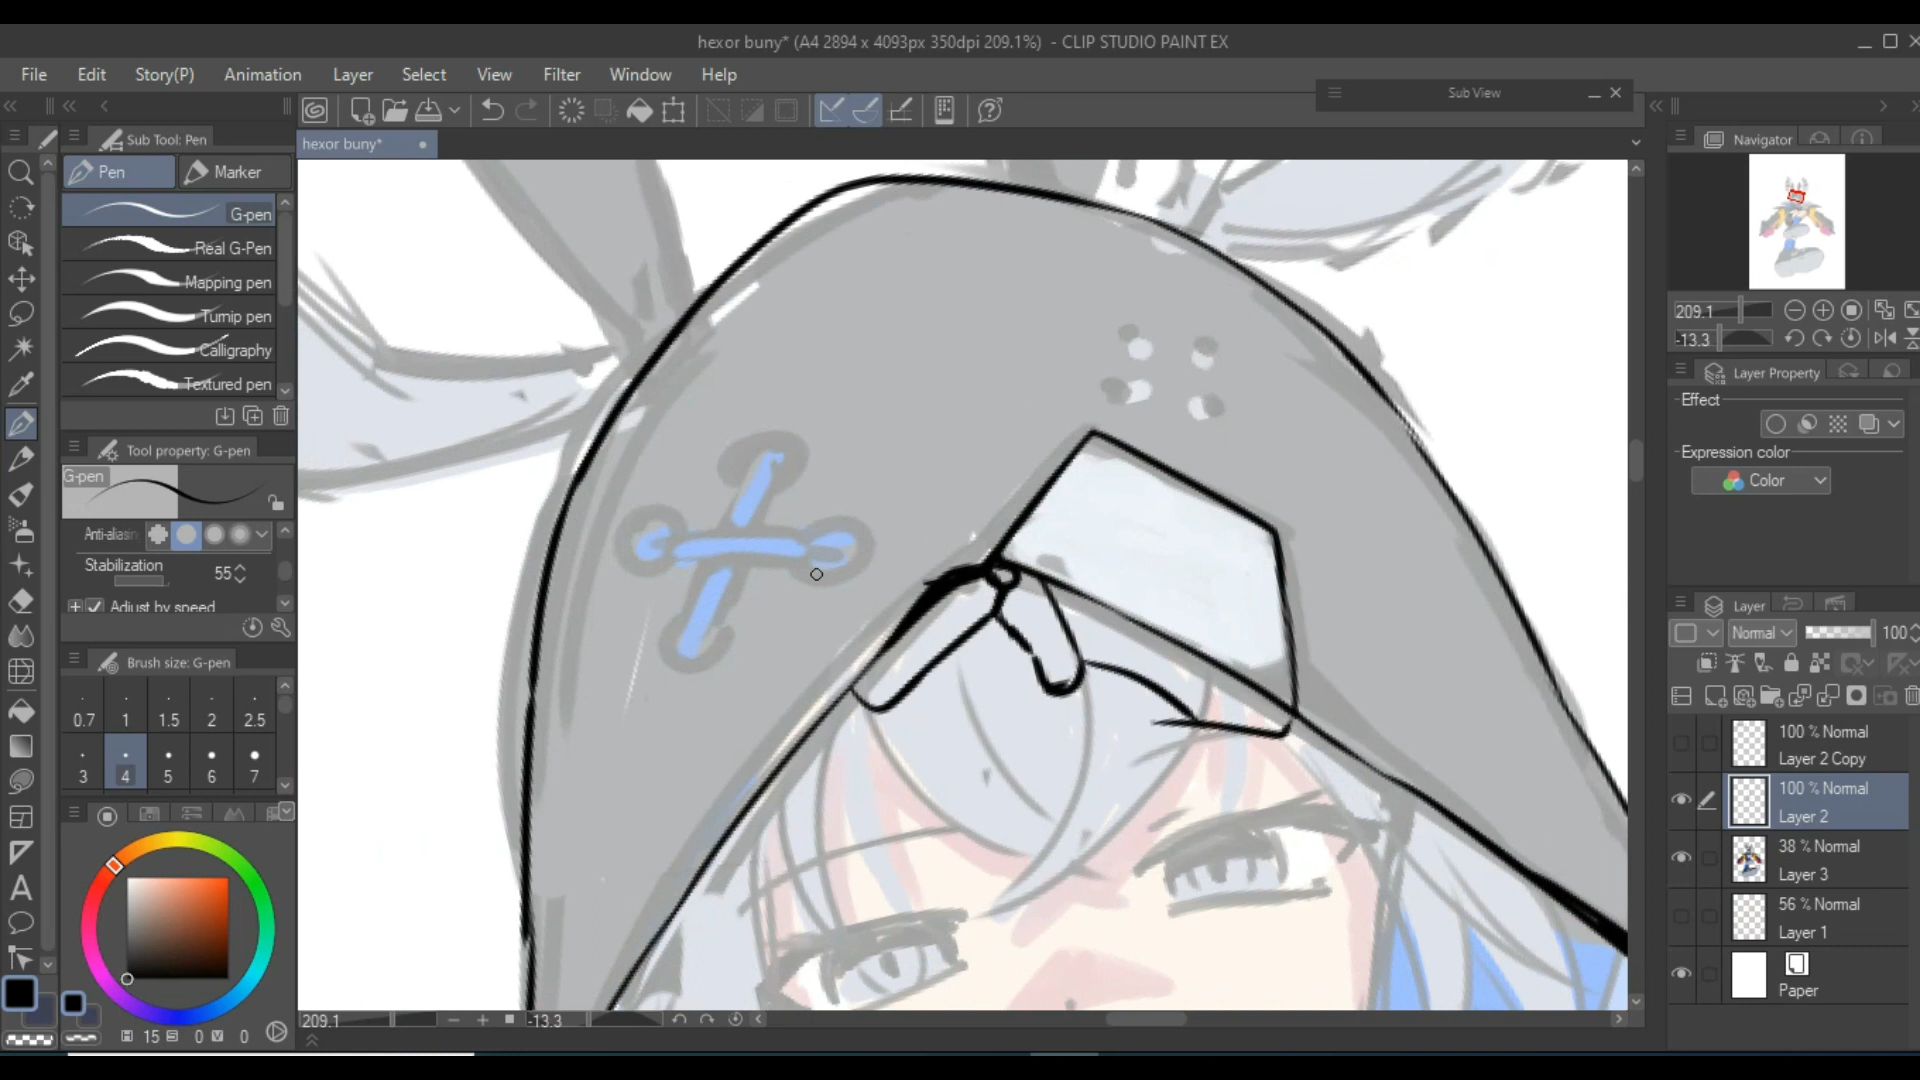 hexor buny* (A4 2894 x 4093px 350dpi 209.1%) - CLIP STUDIO PAINT EX
File Edit Story(P) Animation Layer Select View Filter Window Help
Sub View
Sub Tool: Pen
hexor buny*
Navigator
Pen
Marker
G-pen
Real G-Pen
Mapping pen
Turnip pen
Calligraphy
Textured pen
209.1
-13.3
Layer Property
Effect
Expression color
Color
Tool property: G-pen
G-pen
Anti-aliasin
Stabilization
55
Adjust by speed
Brush size: G-pen
0.7 1 1.5 2 2.5
3 4 5 6 7
Layer
Normal
100
100 % Normal
Layer 2 Copy
100 % Normal
Layer 2
38 % Normal
Layer 3
56 % Normal
Layer 1
Paper
209.1
-13.3
H 15 S 0 V 0